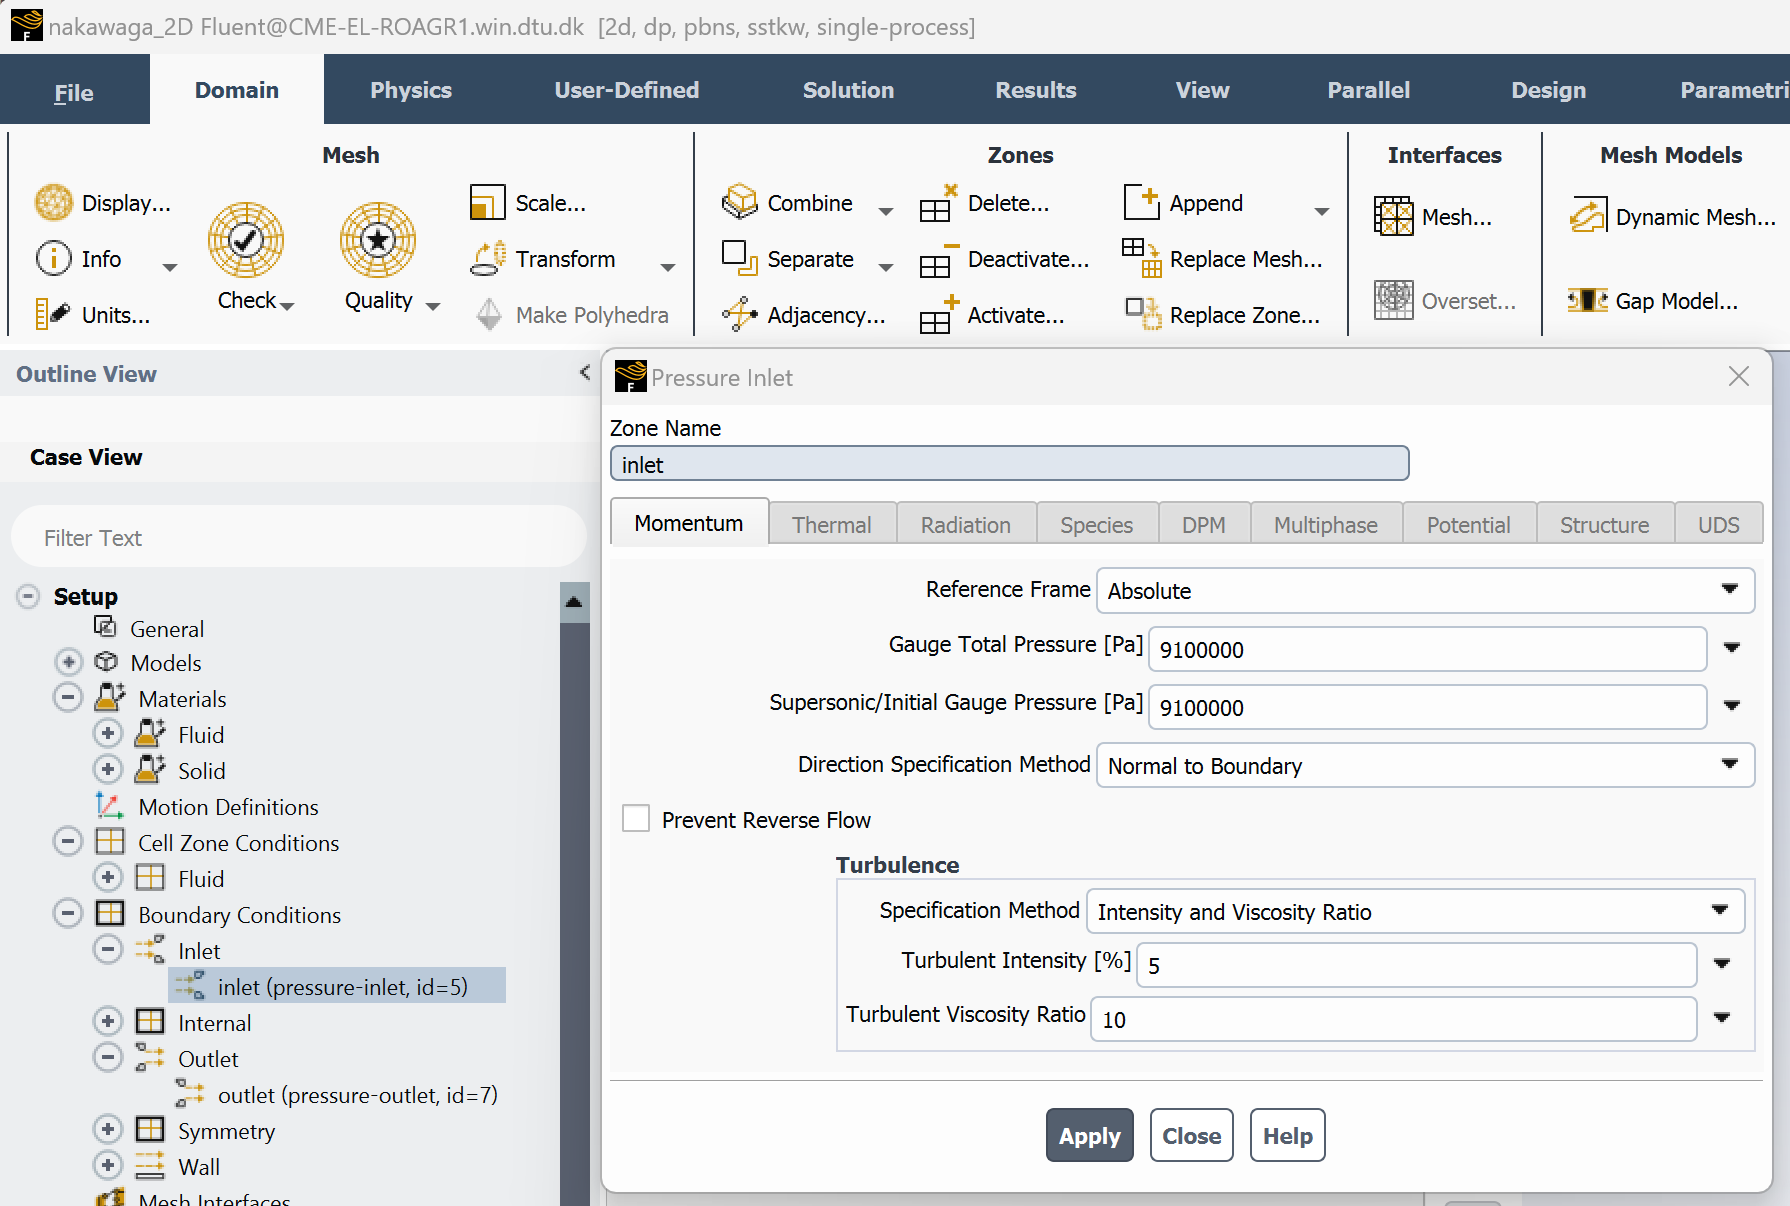 nakawaga_2D Fluent@CME-EL-ROAGR1.win.dtu.dk [2d, dp, pbns, sstkw, single-process]
File Domain Physics User-Defined Solution Results View Parallel Design Parametri
Mesh
Display...
Info
Units...
Check
Quality
Scale...
Transform
Make Polyhedra
Zones
Combine
Separate
Adjacency...
Delete...
Deactivate...
Activate...
Append
Replace Mesh...
Replace Zone...
Interfaces
Mesh...
Overset...
Mesh Models
Dynamic Mesh...
Gap Model...
Outline View <
Case View
Filter Text
Setup
General
Models
Materials
Fluid
Solid
Motion Definitions
Cell Zone Conditions
Fluid
Boundary Conditions
Inlet
inlet (pressure-inlet, id=5)
Internal
Outlet
outlet (pressure-outlet, id=7)
Symmetry
Wall
Mesh Interfaces
Pressure Inlet
Zone Name
inlet
Momentum Thermal Radiation Species DPM Multiphase Potential Structure UDS
Reference Frame Absolute
Gauge Total Pressure [Pa] 9100000
Supersonic/Initial Gauge Pressure [Pa] 9100000
Direction Specification Method Normal to Boundary
Prevent Reverse Flow
Turbulence
Specification Method Intensity and Viscosity Ratio
Turbulent Intensity [%] 5
Turbulent Viscosity Ratio 10
Apply Close Help